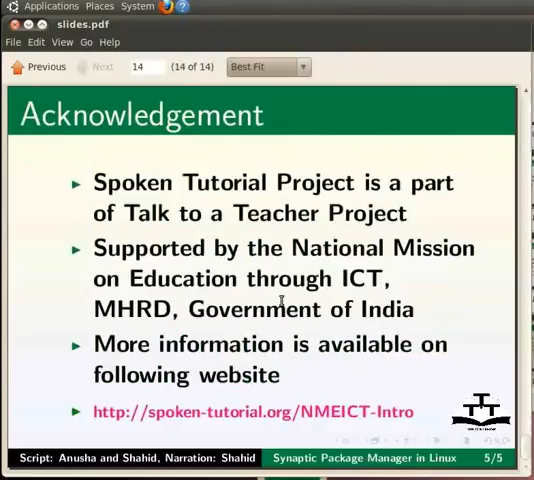 Applications Places System
slides.pdf
File Edit View Go Help
Previous Next 14 (14 of 14) Best Fit
Acknowledgement
Spoken Tutorial Project is a part
of Talk to a Teacher Project
Supported by the National Mission
on Education through ICT,
MHRD, Government of India
More information is available on
following website
http://spoken-tutorial.org/NMEICT-Intro
Script: Anusha and Shahid, Narration: Shahid Synaptic Package Manager in Linux 5/5